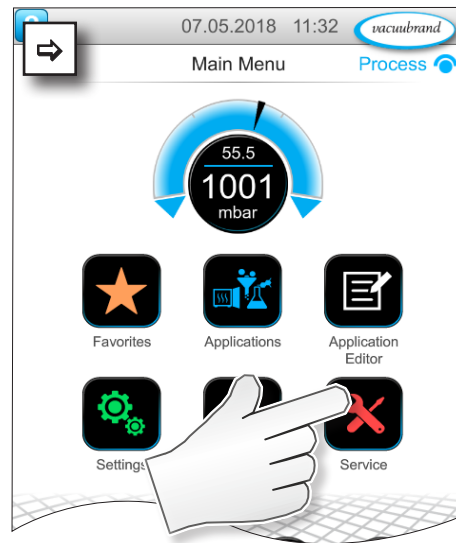 07.05.2018 11:32 vacuubrand
Main Menu Process
55.5
1001
mbar
Favorites Applications Application
Editor
Settings Service